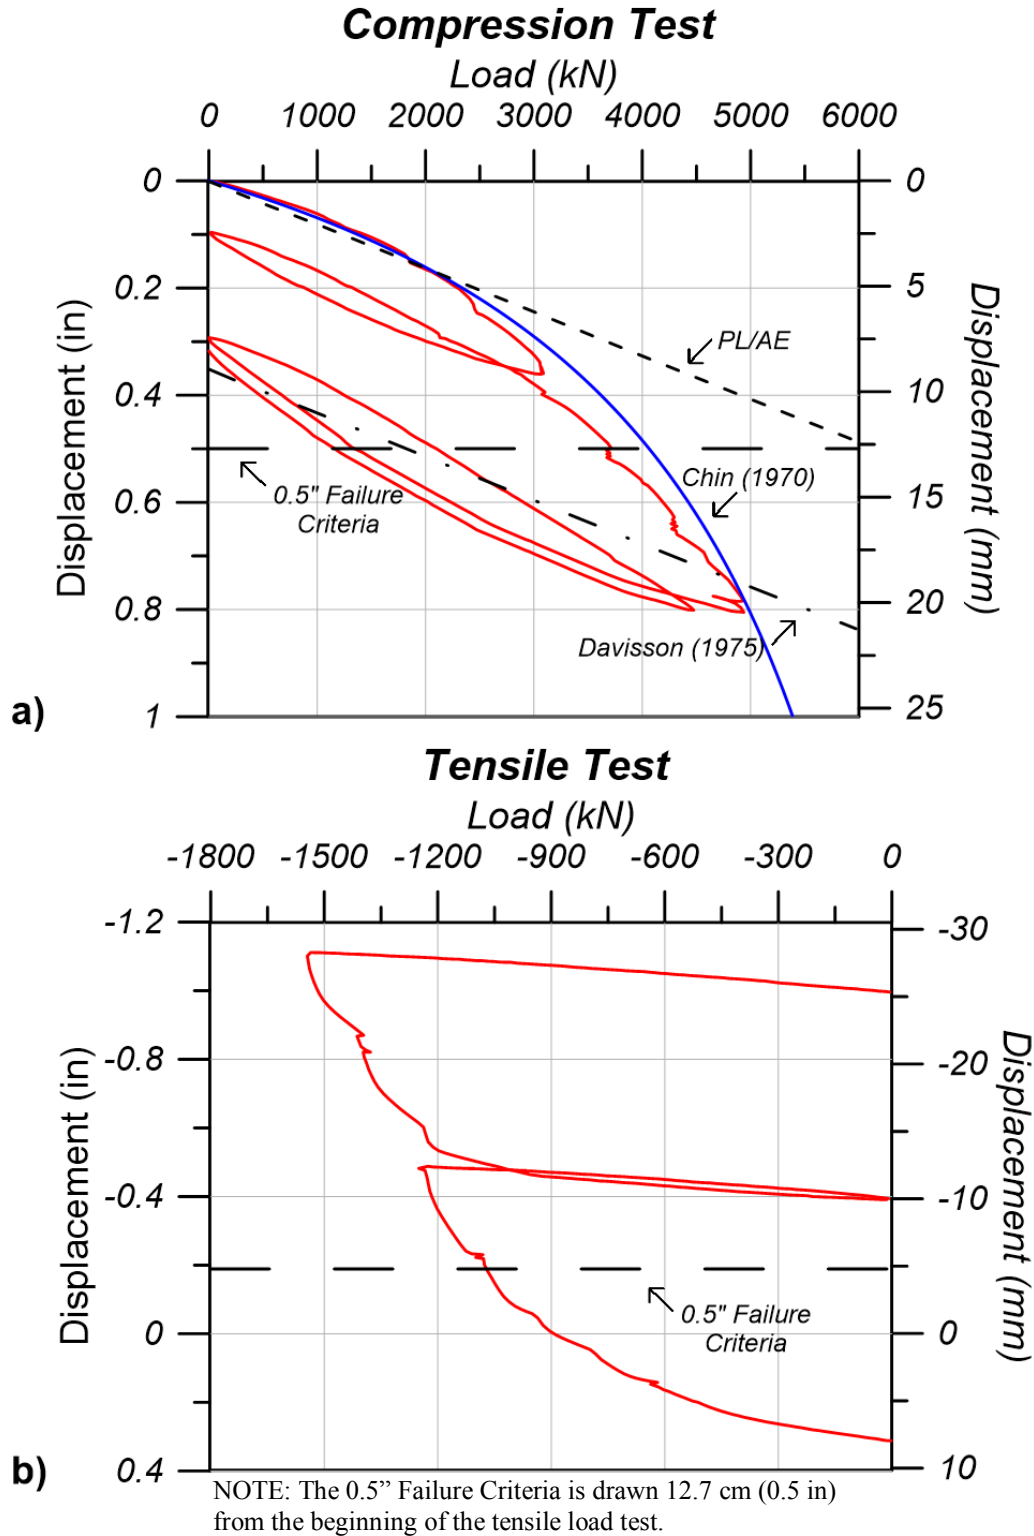 Compression Test
Load (kN)
0 1000 2000 3000 4000 5000 6000
0 0
0.2 5
0.4 10
0.6 15
0.8 20
1 25
Displacement (in)
Displacement (mm)
PL/AE
Chin (1970)
0.5" Failure
Criteria
Davisson (1975)
a)
Tensile Test
Load (kN)
-1800 -1500 -1200 -900 -600 -300 0
-1.2 -30
-0.8 -20
-0.4 -10
0 0
0.4 10
Displacement (in)
Displacement (mm)
0.5" Failure
Criteria
b)
NOTE: The 0.5” Failure Criteria is drawn 12.7 cm (0.5 in)
from the beginning of the tensile load test.